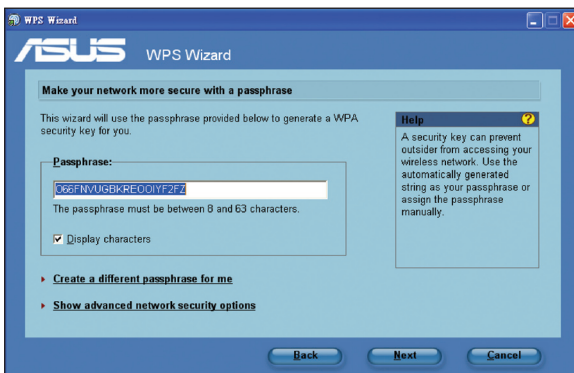 WPS Wizard
ASUS WPS Wizard
Make your network more secure with a passphrase
This wizard will use the passphrase provided below to generate a WPA
security key for you.
Passphrase:
O66FNVUGBKREOOIYF2FZ
The passphrase must be between 8 and 63 characters.
Display characters
Create a different passphrase for me
Show advanced network security options
Help
A security key can prevent
outsider from accessing your
wireless network. Use the
automatically generated
string as your passphrase or
assign the passphrase
manually.
Back Next Cancel